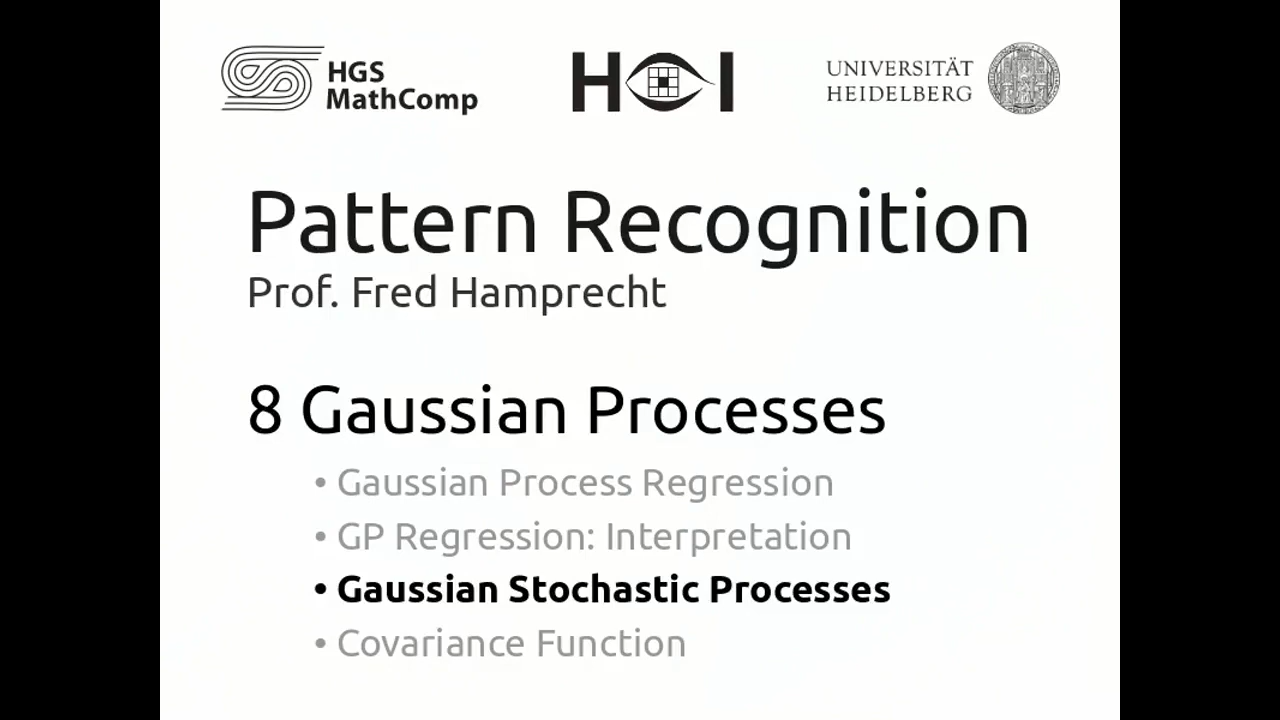 HGS
MathComp
HCI
UNIVERSITÄT
HEIDELBERG
Pattern Recognition
Prof. Fred Hamprecht
8 Gaussian Processes
• Gaussian Process Regression
• GP Regression: Interpretation
• Gaussian Stochastic Processes
• Covariance Function